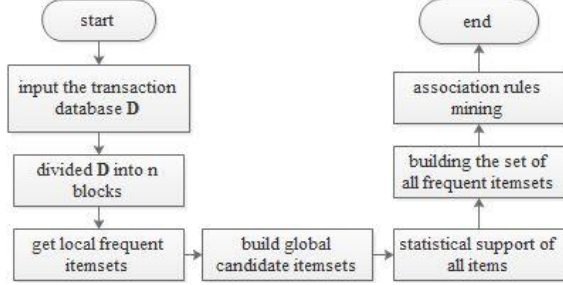 start
input the transaction
database D
divided D into n
blocks
get local frequent
itemsets
build global
candidate itemsets
statistical support of
all items
building the set of
all frequent itemsets
association rules
mining
end